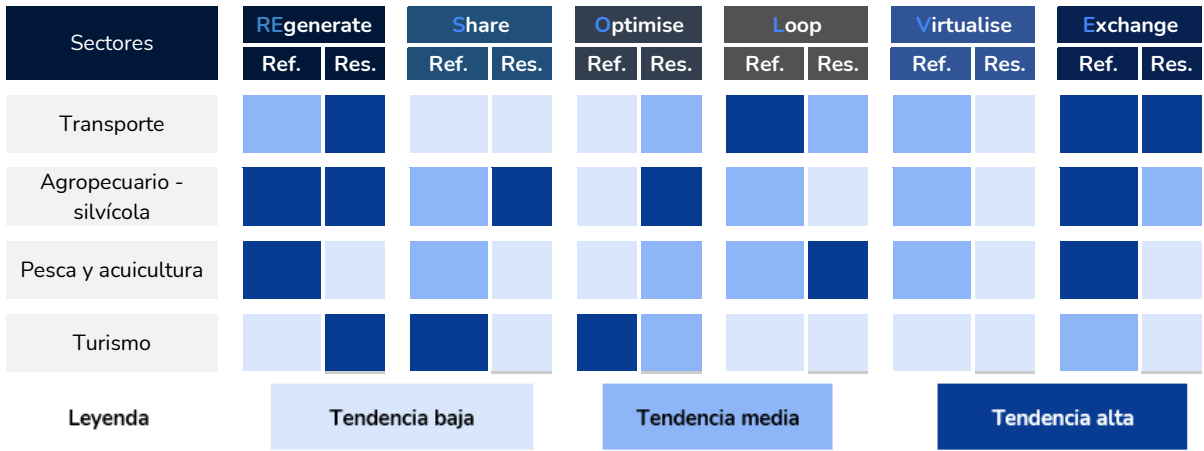 Sectores
REgenerate Share Optimise Loop Virtualise Exchange
Ref. Res. Ref. Res. Ref. Res. Ref. Res. Ref. Res. Ref. Res.
Transporte
Agropecuario -
silvícola
Pesca y acuicultura
Turismo
Leyenda Tendencia baja Tendencia media Tendencia alta